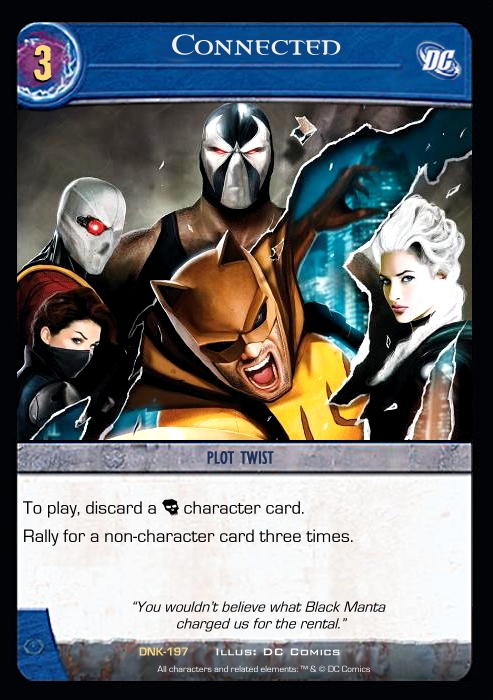 3
Connected
DC
PLOT TWIST
To play, discard a character card.
Rally for a non-character card three times.
“You wouldn’t believe what Black Manta
charged us for the rental.”
DNK-197 Illus: DC Comics
All characters and related elements: ™ & © DC Comics